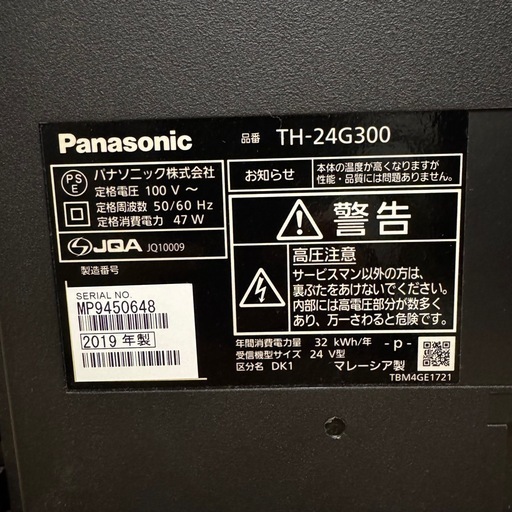 Panasonic
品番 TH-24G300
PS
E
パナソニック株式会社
定格電圧 100 V ～
定格周波数 50/60 Hz
定格消費電力 47 W
JQA JQ10009
製造番号
SERIAL NO.
MP9450648
2019 年製
お知らせ
本体の温度が高くなりますが
性能・品質には問題ありません。
警告
高圧注意
サービスマン以外の方は、
裏ぶたをあけないでください。
内部には高電圧部分が数多く
あり、万一さわると危険です。
年間消費電力量 32 kWh/年
受信機型サイズ 24 V型
区分名 DK1
-p-
マレーシア製
TBM4GE1721